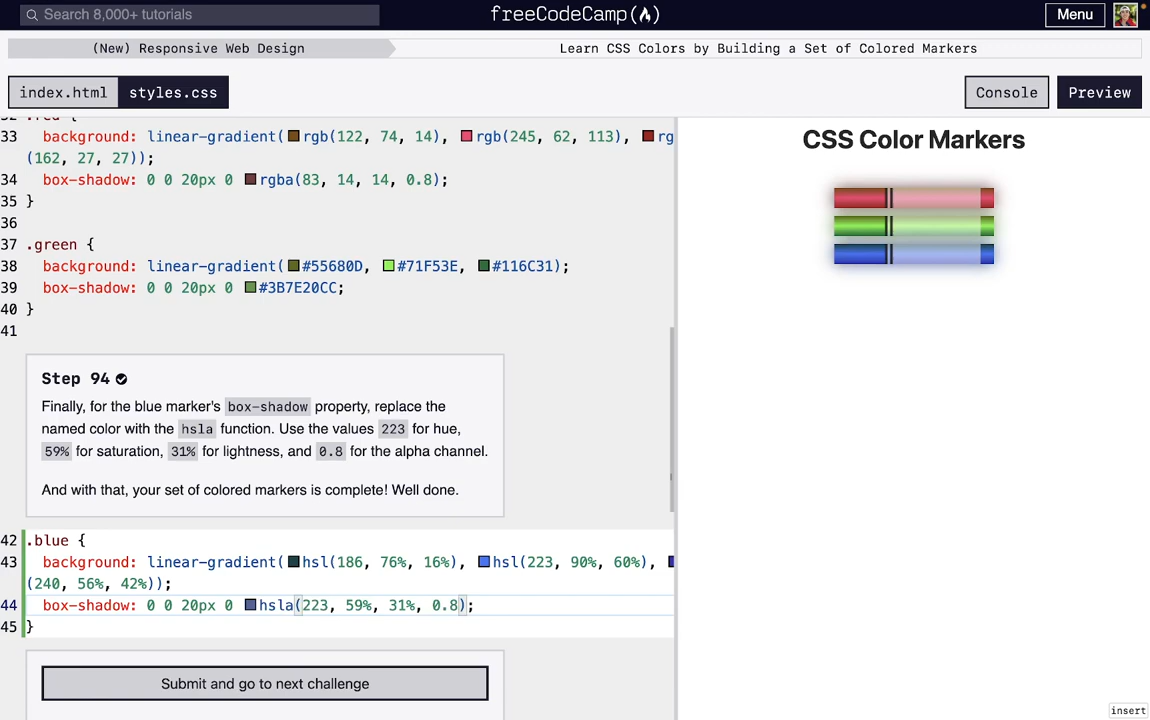 Search 8,000+ tutorials
freeCodeCamp
Menu
(New) Responsive Web Design
Learn CSS Colors by Building a Set of Colored Markers
index.html
styles.css
Console
Preview
33 background: linear-gradient(rgb(122, 74, 14), rgb(245, 62, 113), rg
(162, 27, 27));
34 box-shadow: 0 0 20px 0 rgba(83, 14, 14, 0.8);
35 }
36
37 .green {
38 background: linear-gradient(#55680D, #71F53E, #116C31);
39 box-shadow: 0 0 20px 0 #3B7E20CC;
40 }
41
Step 94
Finally, for the blue marker's box-shadow property, replace the
named color with the hsla function. Use the values 223 for hue,
59% for saturation, 31% for lightness, and 0.8 for the alpha channel.
And with that, your set of colored markers is complete! Well done.
42 .blue {
43 background: linear-gradient(hsl(186, 76%, 16%), hsl(223, 90%, 60%),
(240, 56%, 42%));
44 box-shadow: 0 0 20px 0 hsla(223, 59%, 31%, 0.8);
45 }
Submit and go to next challenge
CSS Color Markers
insert